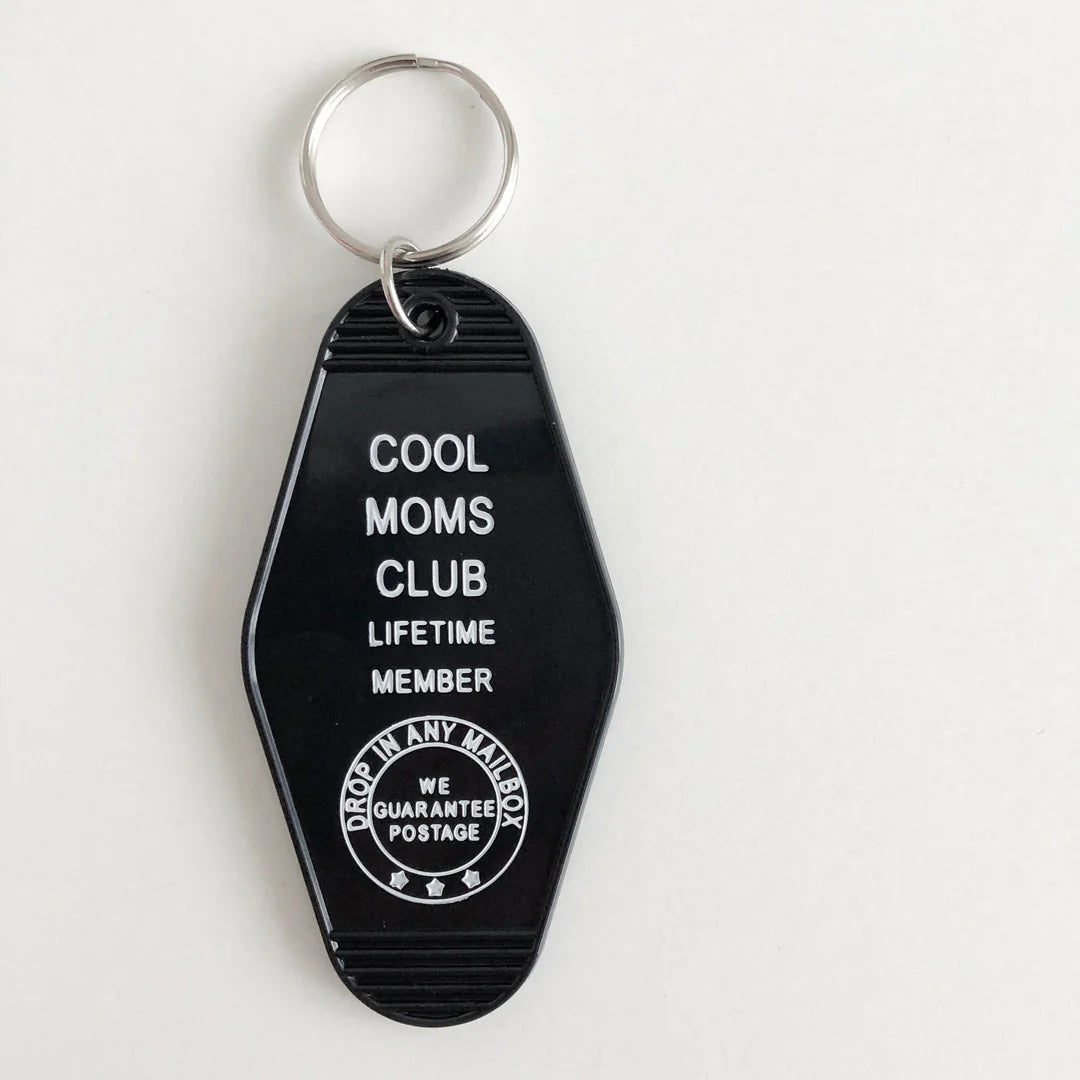 COOL
MOMS
CLUB
LIFETIME
MEMBER
DROP IN ANY MAILBOX
WE
GUARANTEE
POSTAGE